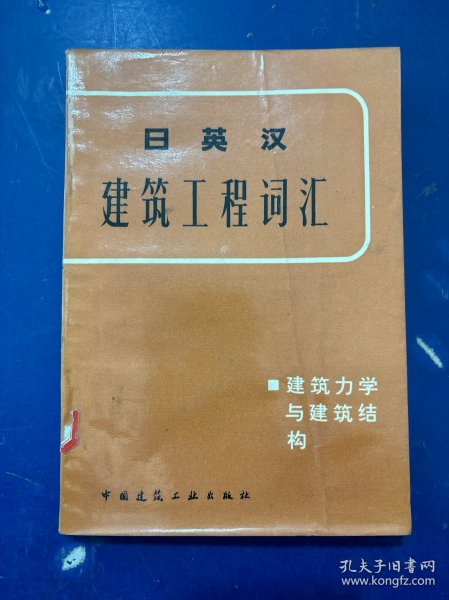 日英汉
建筑工程词汇
建筑力学
与建筑结
构
中国建筑工业出版社
孔夫子旧书网
www.kongfz.com